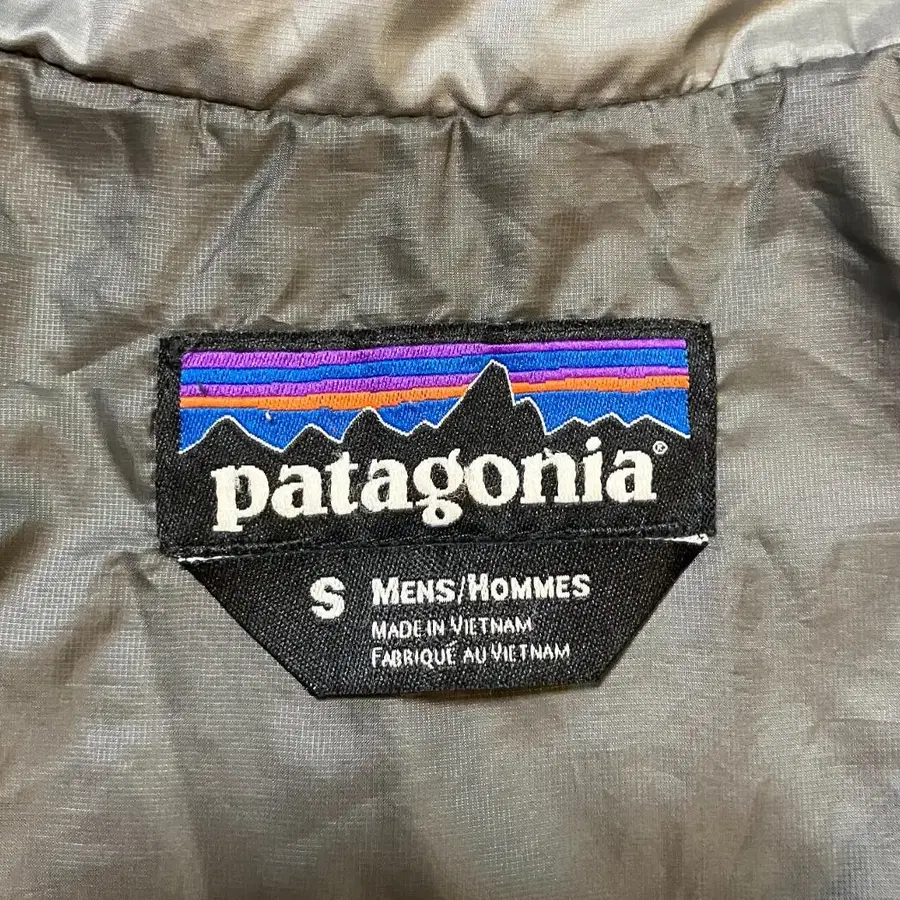 patagonia®
S MENS/HOMMES
MADE IN VIETNAM
FABRIQUÉ AU VIETNAM